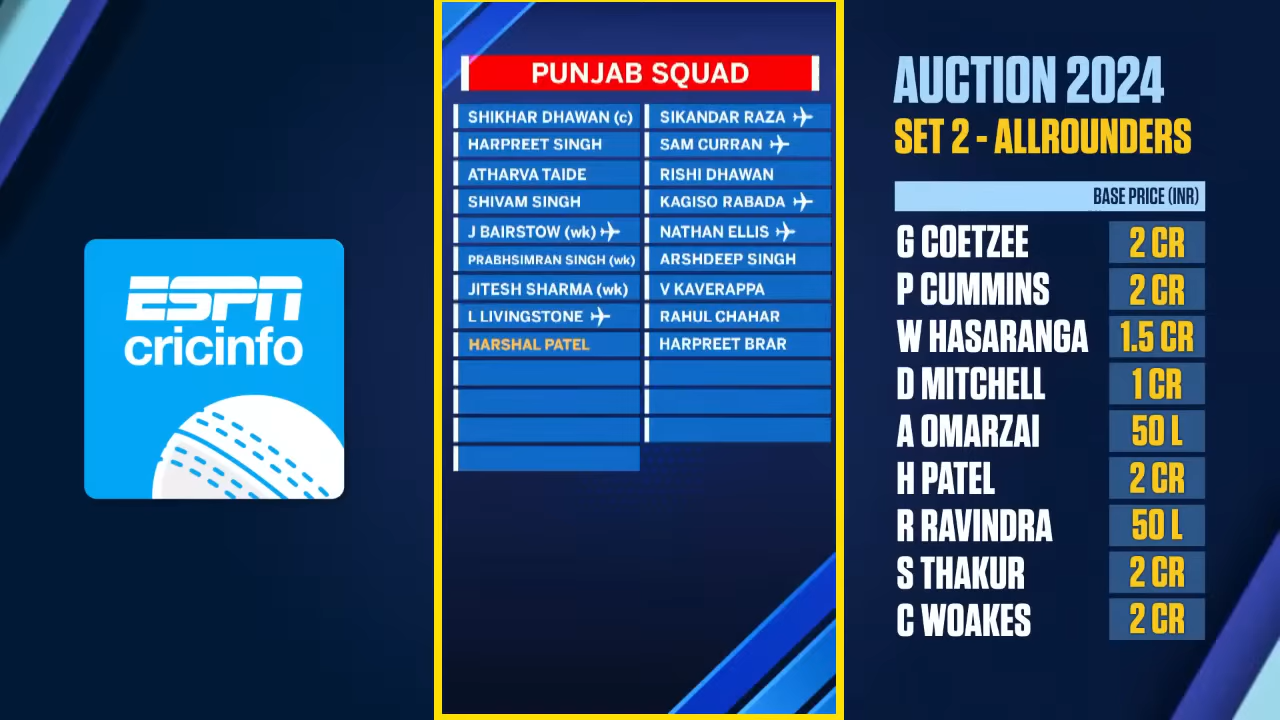 ESPN
cricinfo
PUNJAB SQUAD
SHIKHAR DHAWAN (c)
HARPREET SINGH
ATHARVA TAIDE
SHIVAM SINGH
J BAIRSTOW (wk)
PRABHSIMRAN SINGH (wk)
JITESH SHARMA (wk)
L LIVINGSTONE
HARSHAL PATEL
SIKANDAR RAZA
SAM CURRAN
RISHI DHAWAN
KAGISO RABADA
NATHAN ELLIS
ARSHDEEP SINGH
V KAVERAPPA
RAHUL CHAHAR
HARPREET BRAR
AUCTION 2024
SET 2 - ALLROUNDERS
BASE PRICE (INR)
G COETZEE 2 CR
P CUMMINS 2 CR
W HASARANGA 1.5 CR
D MITCHELL 1 CR
A OMARZAI 50 L
H PATEL 2 CR
R RAVINDRA 50 L
S THAKUR 2 CR
C WOAKES 2 CR